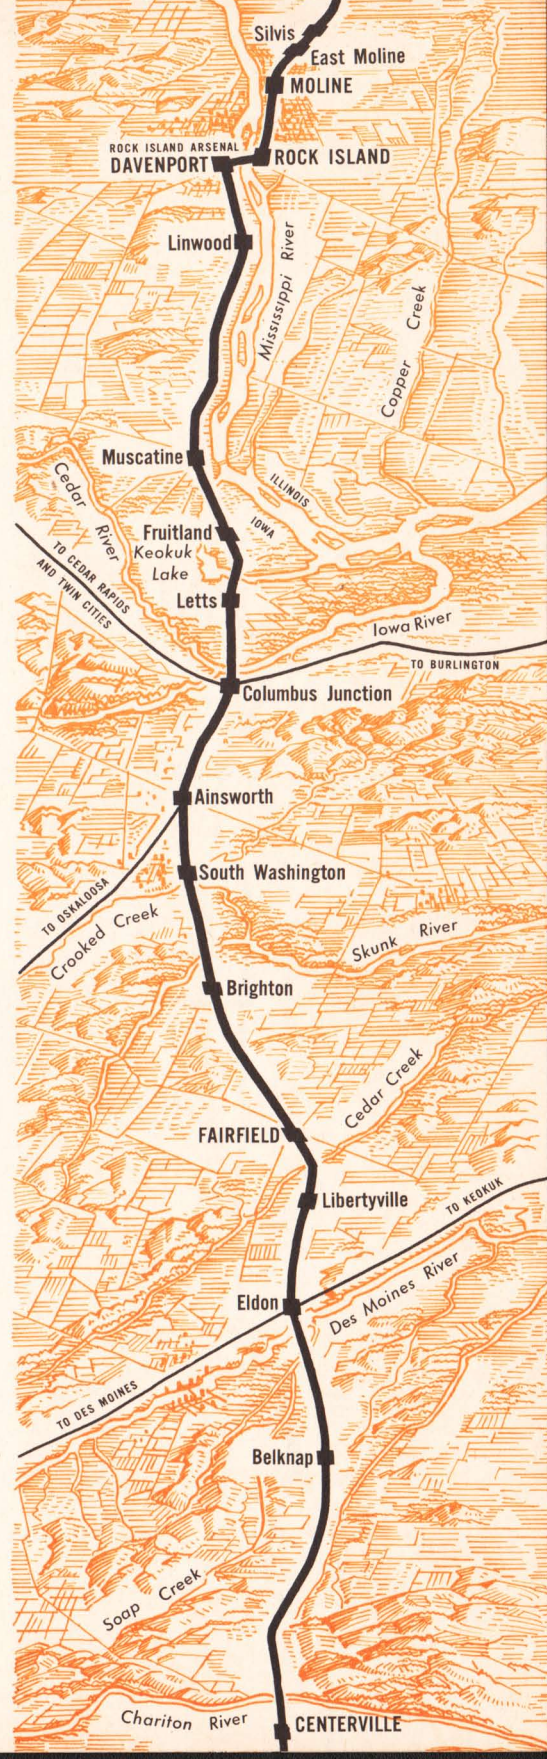 Silvis
East Moline
MOLINE
ROCK ISLAND ARSENAL
DAVENPORT
ROCK ISLAND
Linwood
Mississippi River
Copper Creek
Muscatine
Cedar River
ILLINOIS
IOWA
Fruitland
Keokuk
Lake
TO CEDAR RAPIDS
AND TWIN CITIES
Letts
Iowa River
TO BURLINGTON
Columbus Junction
Ainsworth
South Washington
TO OSKALOOSA
Crooked Creek
Skunk River
Brighton
Cedar Creek
FAIRFIELD
Libertyville
TO KEOKUK
Eldon
Des Moines River
TO DES MOINES
Belknap
Soap Creek
Chariton River
CENTERVILLE